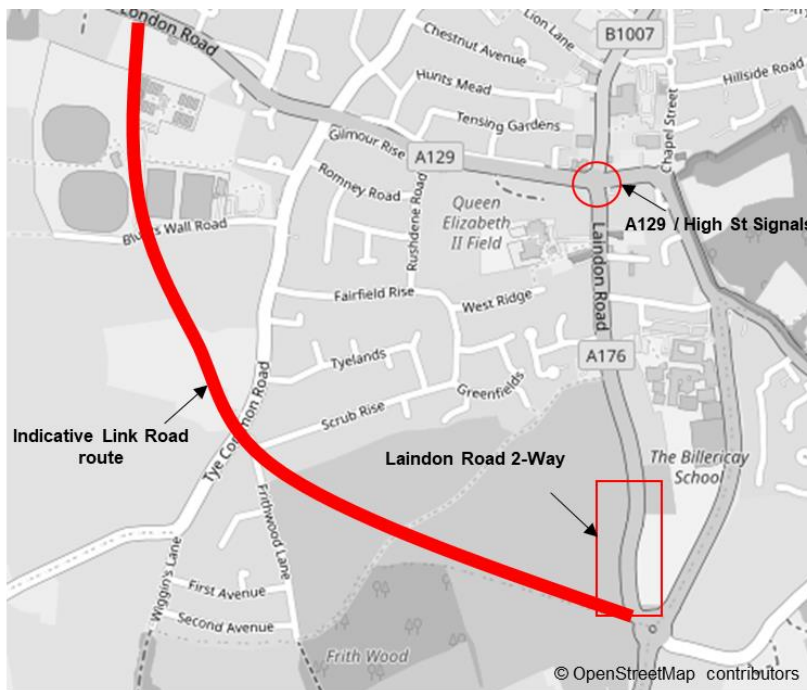 London Road
Lion Lane
B1007
Chestnut Avenue
Hillside Road
Hunts Mead
Chapel Street
Tensing Gardens
Gilmour Rise
A129
Romney Road
Queen
Elizabeth
II Field
A129 / High St Signals
Rushdene Road
Laindon Road
Blunts Wall Road
Fairfield Rise
West Ridge
A176
Tyelands
Greenfields
Tye Common Road
Indicative Link Road
route
Scrub Rise
Laindon Road 2-Way
The Billericay
School
Frithwood Lane
Wiggin's Lane
First Avenue
Second Avenue
Frith Wood
© OpenStreetMap contributors